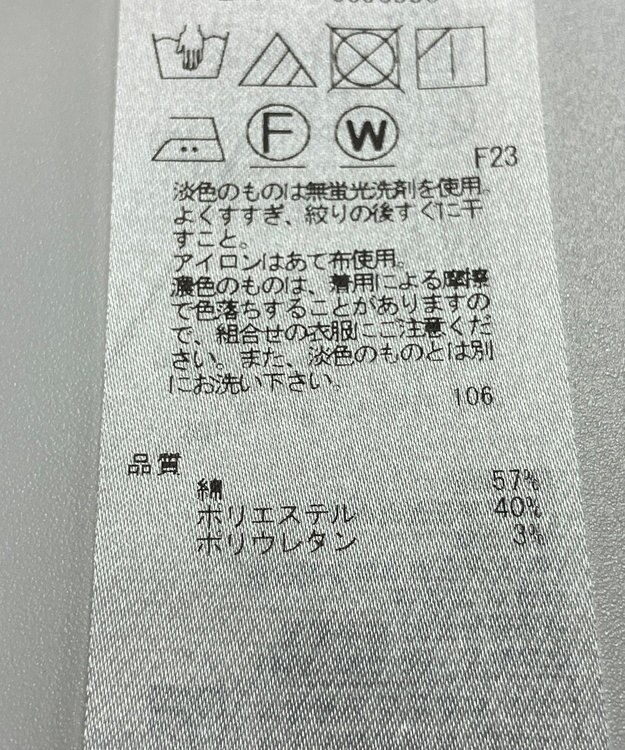 F W
F23
淡色のものは無蛍光洗剤を使用。
よくすすぎ、絞りの後すぐに干
すこと。
アイロンはあて布使用。
濃色のものは、着用による摩擦
で色落ちすることがありますの
で、組合せの衣服にご注意くだ
さい。また、淡色のものとは別
にお洗い下さい。
106
品質
綿 57%
ポリエステル 40%
ポリウレタン 3%